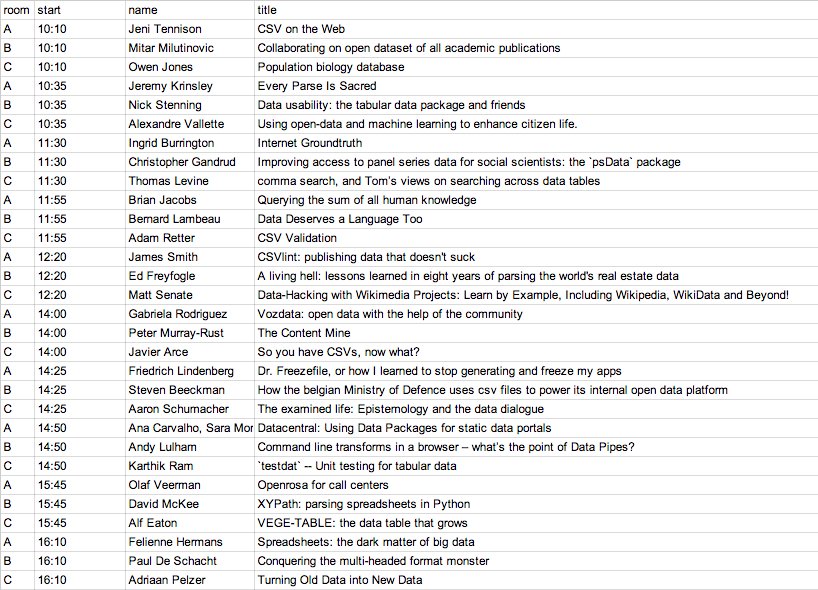 room start name title
A 10:10 Jeni Tennison CSV on the Web
B 10:10 Mitar Milutinovic Collaborating on open dataset of all academic publications
C 10:10 Owen Jones Population biology database
A 10:35 Jeremy Krinsley Every Parse Is Sacred
B 10:35 Nick Stenning Data usability: the tabular data package and friends
C 10:35 Alexandre Vallette Using open-data and machine learning to enhance citizen life.
A 11:30 Ingrid Burrington Internet Groundtruth
B 11:30 Christopher Gandrud Improving access to panel series data for social scientists: the `psData` package
C 11:30 Thomas Levine comma search, and Tom's views on searching across data tables
A 11:55 Brian Jacobs Querying the sum of all human knowledge
B 11:55 Bernard Lambeau Data Deserves a Language Too
C 11:55 Adam Retter CSV Validation
A 12:20 James Smith CSVlint: publishing data that doesn't suck
B 12:20 Ed Freyfogle A living hell: lessons learned in eight years of parsing the world's real estate data
C 12:20 Matt Senate Data-Hacking with Wikimedia Projects: Learn by Example, Including Wikipedia, WikiData and Beyond!
A 14:00 Gabriela Rodriguez Vozdata: open data with the help of the community
B 14:00 Peter Murray-Rust The Content Mine
C 14:00 Javier Arce So you have CSVs, now what?
A 14:25 Friedrich Lindenberg Dr. Freezefile, or how I learned to stop generating and freeze my apps
B 14:25 Steven Beeckman How the belgian Ministry of Defence uses csv files to power its internal open data platform
C 14:25 Aaron Schumacher The examined life: Epistemology and the data dialogue
A 14:50 Ana Carvalho, Sara Mor Datacentral: Using Data Packages for static data portals
B 14:50 Andy Lulham Command line transforms in a browser – what's the point of Data Pipes?
C 14:50 Karthik Ram `testdat` -- Unit testing for tabular data
A 15:45 Olaf Veerman Openrosa for call centers
B 15:45 David McKee XYPath: parsing spreadsheets in Python
C 15:45 Alf Eaton VEGE-TABLE: the data table that grows
A 16:10 Felienne Hermans Spreadsheets: the dark matter of big data
B 16:10 Paul De Schacht Conquering the multi-headed format monster
C 16:10 Adriaan Pelzer Turning Old Data into New Data